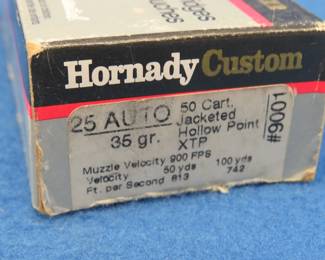 Hornady Custom
25 AUTO
35 gr.
50 Cart.
Jacketed
Hollow Point
XTP
#9001
Muzzle Velocity 900 FPS
Velocity 50 yds 100 yds
Ft. per Second 813 742